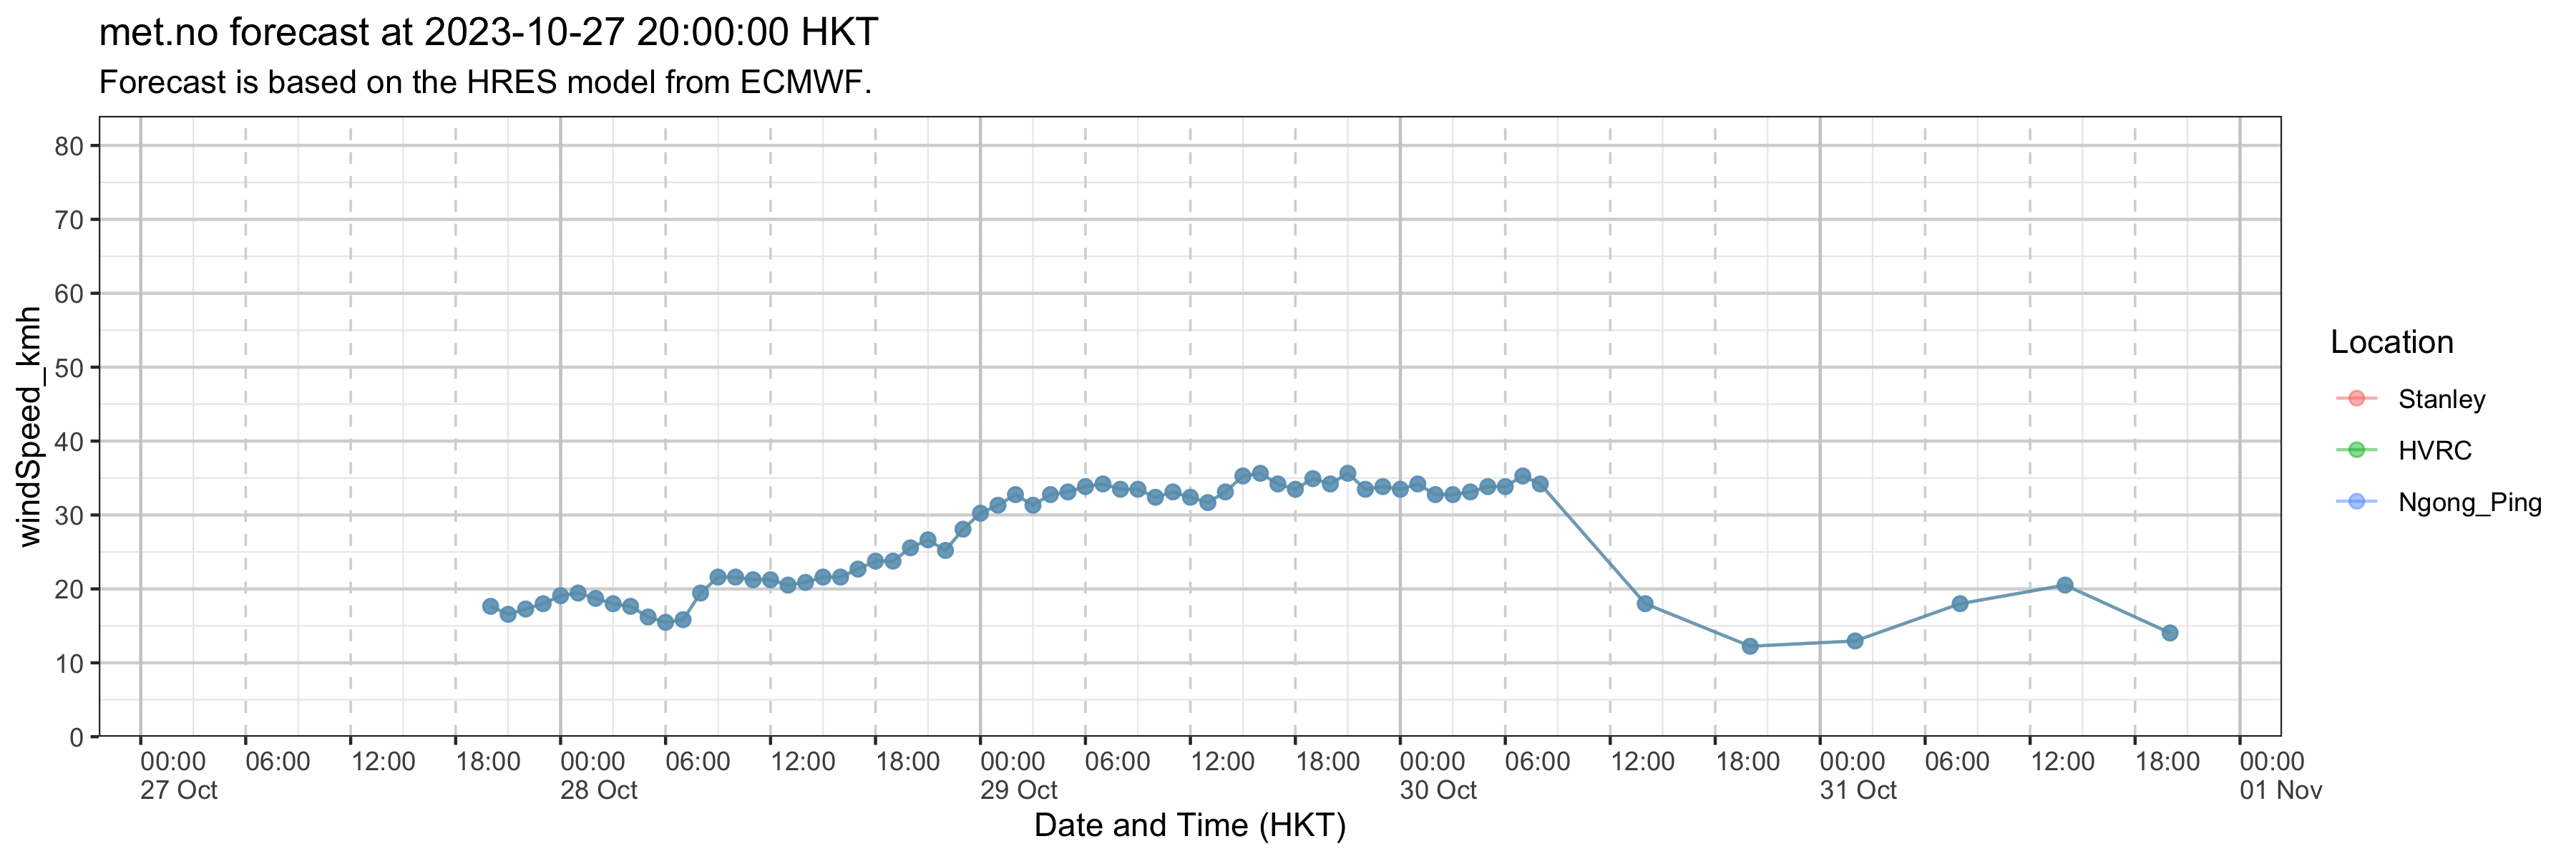 met.no forecast at 2023-10-27 20:00:00 HKT
Forecast is based on the HRES model from ECMWF.
windSpeed_kmh
80
70
60
50
40
30
20
10
0
00:00 06:00 12:00 18:00 00:00 06:00 12:00 18:00 00:00 06:00 12:00 18:00 00:00 06:00 12:00 18:00 00:00 06:00 12:00 18:00 00:00
27 Oct 28 Oct 29 Oct 30 Oct 31 Oct 01 Nov
Date and Time (HKT)
Location
Stanley
HVRC
Ngong_Ping